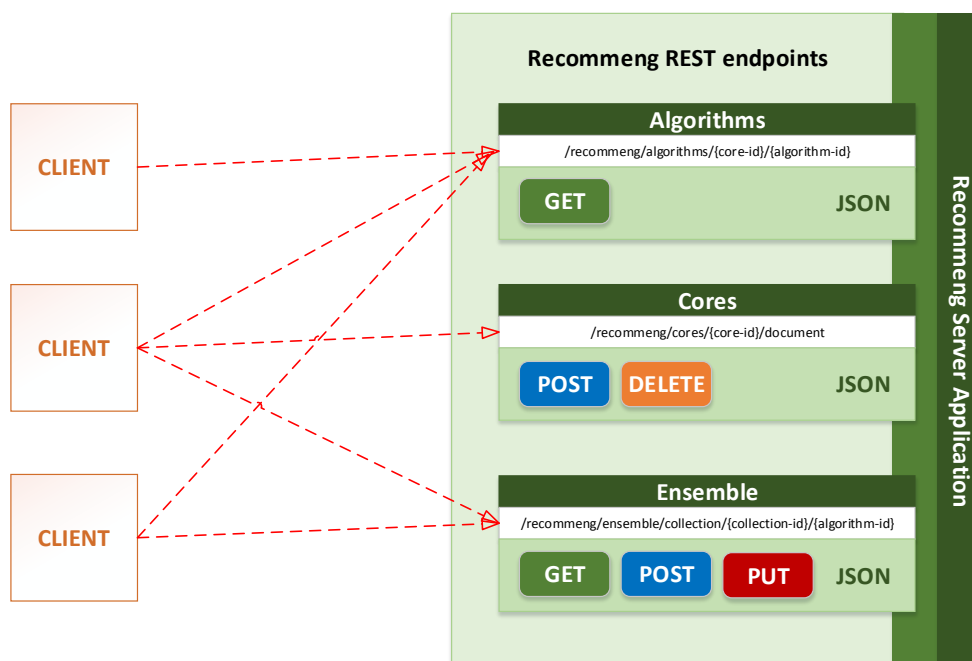 Recommeng REST endpoints
CLIENT
CLIENT
CLIENT
Algorithms
/recommeng/algorithms/{core-id}/{algorithm-id}
GET
JSON
Cores
/recommeng/cores/{core-id}/document
POST
DELETE
JSON
Ensemble
/recommeng/ensemble/collection/{collection-id}/{algorithm-id}
GET
POST
PUT
JSON
Recommeng Server Application